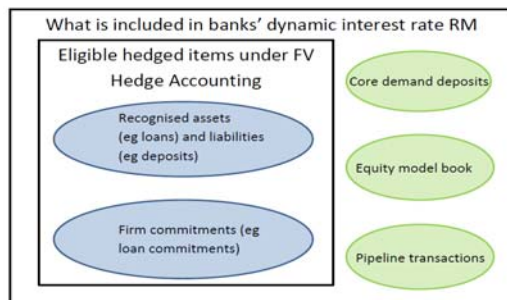 What is included in banks' dynamic interest rate RM
Eligible hedged items under FV
Hedge Accounting
Recognised assets
(eg loans) and liabilities
(eg deposits)
Firm commitments (eg
loan commitments)
Core demand deposits
Equity model book
Pipeline transactions